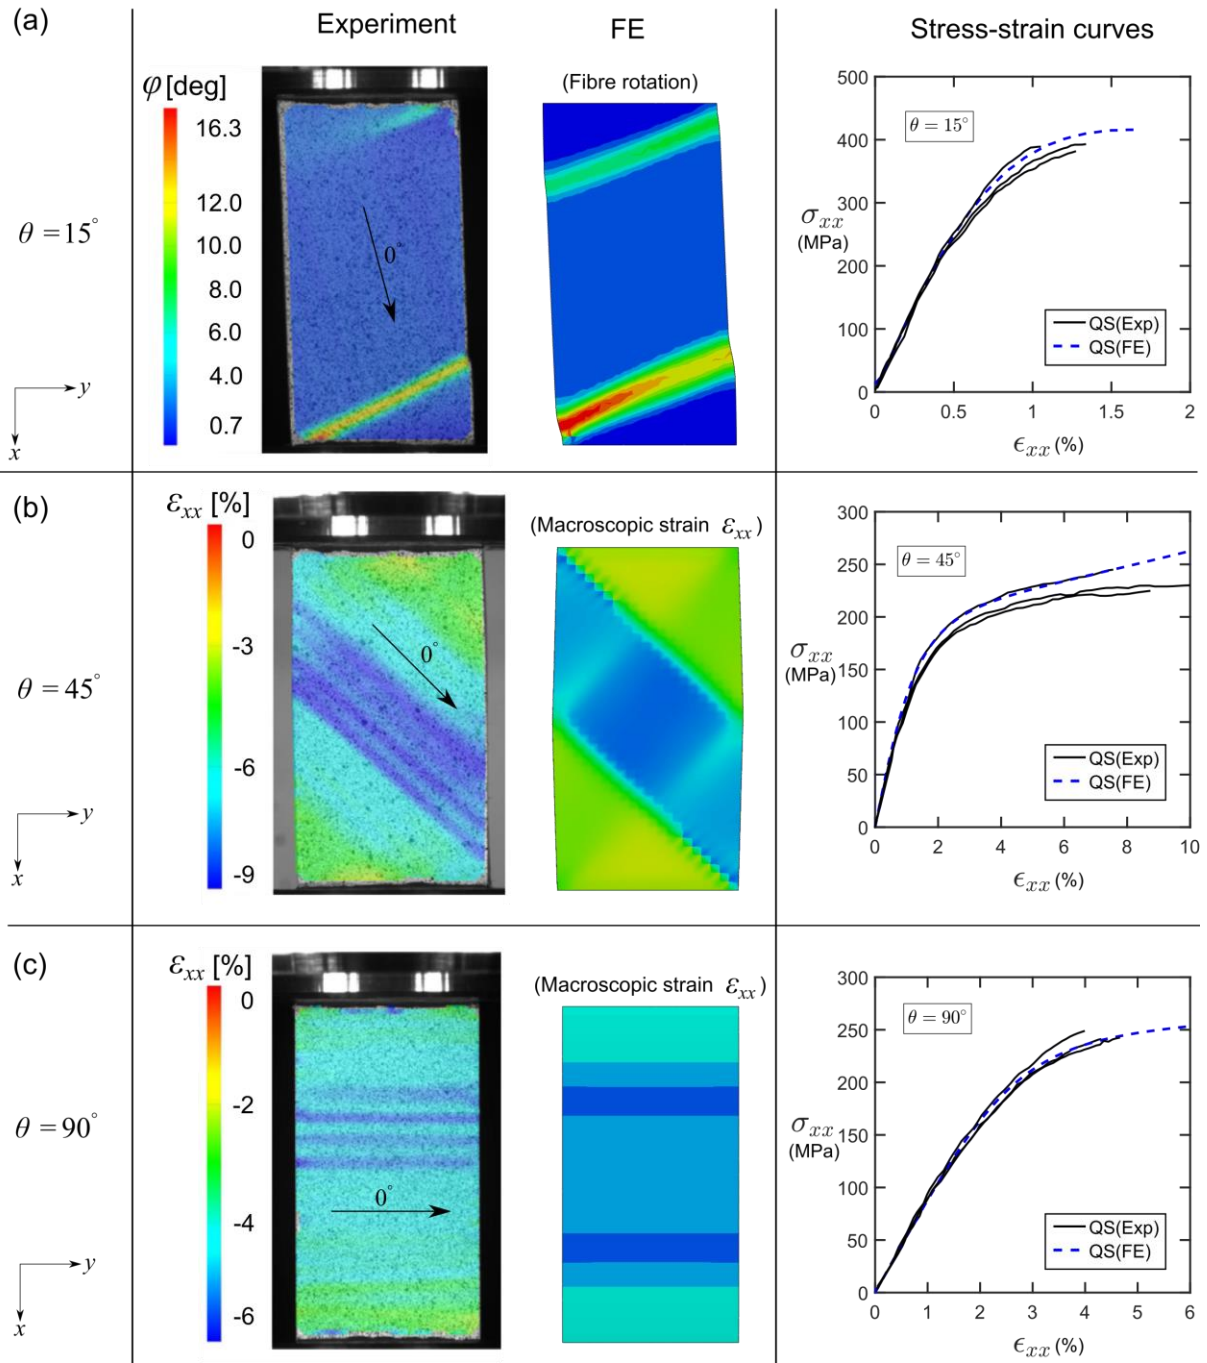 (a)
Experiment
FE
Stress-strain curves
φ [deg]
16.3
12.0
10.0
8.0
6.0
4.0
0.7
0°
(Fibre rotation)
θ = 15°
y
x
500
400
300
200
100
0
σxx
(MPa)
θ = 15°
QS(Exp)
QS(FE)
0 0.5 1 1.5 2
ϵxx (%)
(b)
εxx [%]
0
-3
-6
-9
0°
(Macroscopic strain εxx)
θ = 45°
y
x
300
250
200
150
100
50
0
σxx
(MPa)
θ = 45°
QS(Exp)
QS(FE)
0 2 4 6 8 10
ϵxx (%)
(c)
εxx [%]
0
-2
-4
-6
0°
(Macroscopic strain εxx)
θ = 90°
y
x
300
250
200
150
100
50
0
σxx
(MPa)
θ = 90°
QS(Exp)
QS(FE)
0 1 2 3 4 5 6
ϵxx (%)